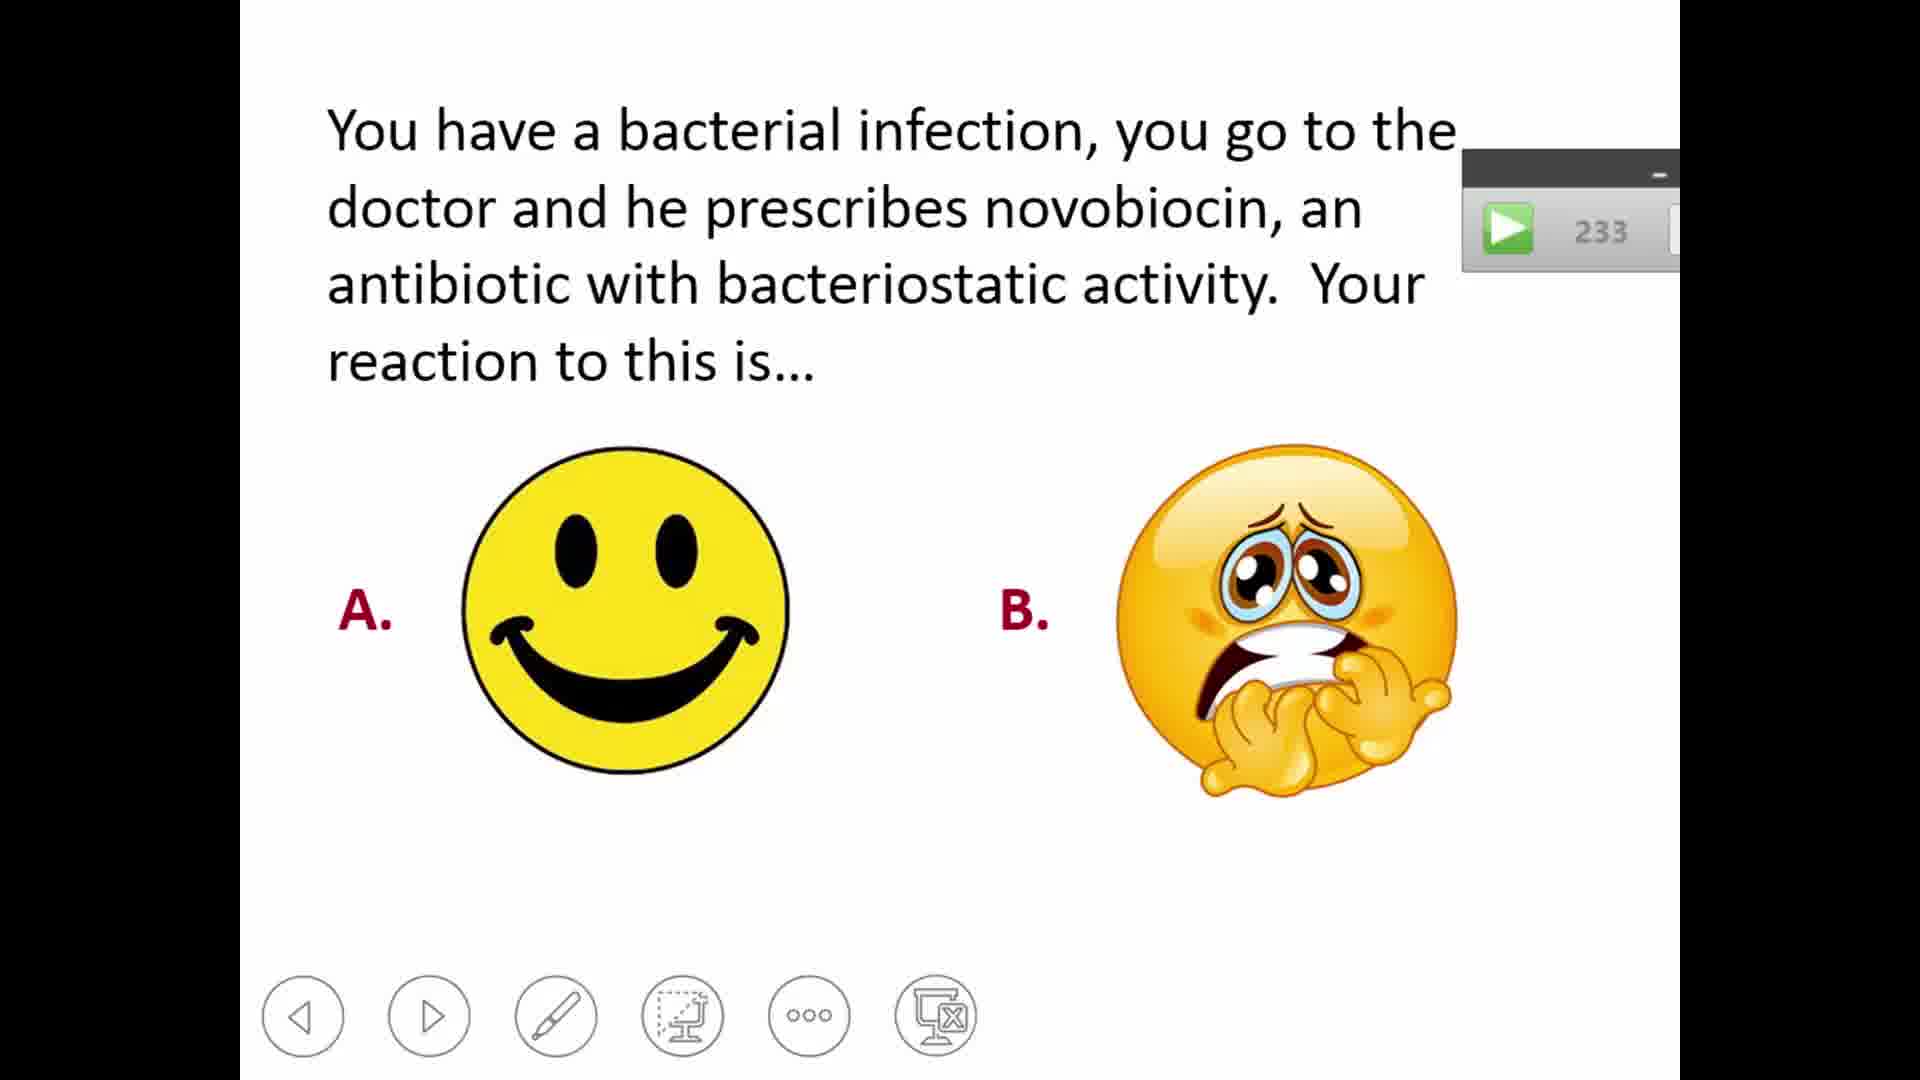 You have a bacterial infection, you go to the
doctor and he prescribes novobiocin, an
antibiotic with bacteriostatic activity.  Your
reaction to this is...
233
A.
B.